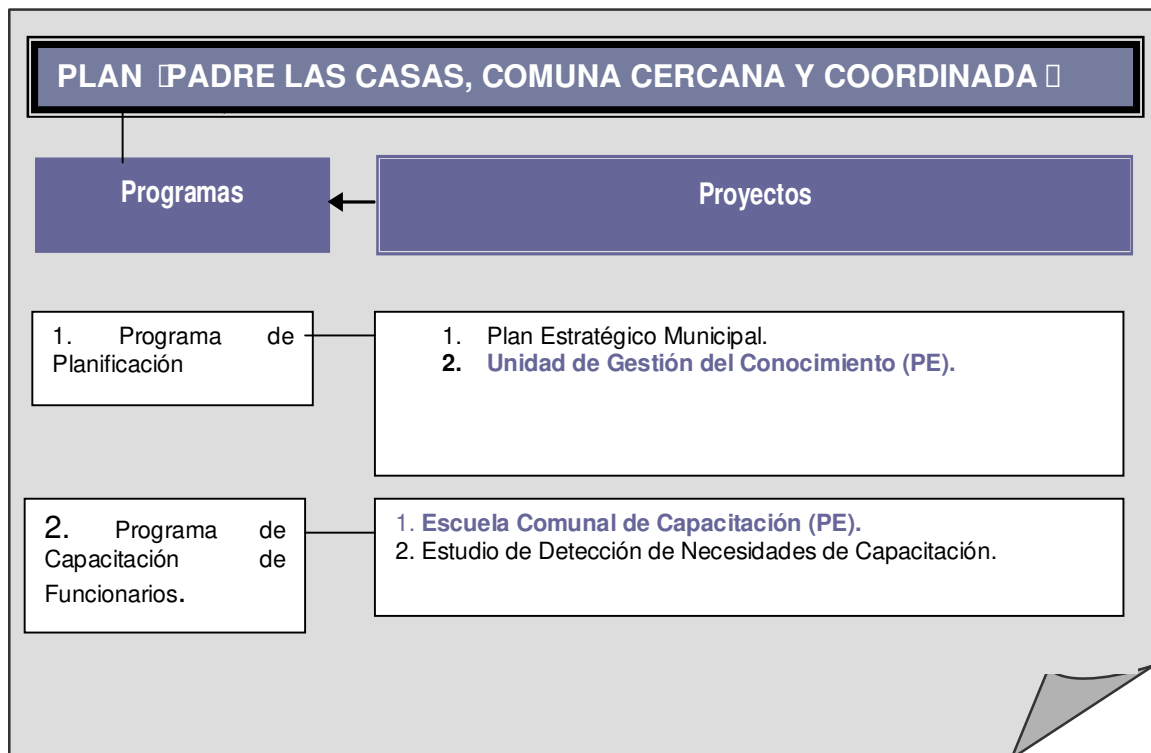 PLAN PADRE LAS CASAS, COMUNA CERCANA Y COORDINADA
Programas
Proyectos
1. Programa de
Planificación
1. Plan Estratégico Municipal.
2. Unidad de Gestión del Conocimiento (PE).
2. Programa de
Capacitación de
Funcionarios.
1. Escuela Comunal de Capacitación (PE).
2. Estudio de Detección de Necesidades de Capacitación.